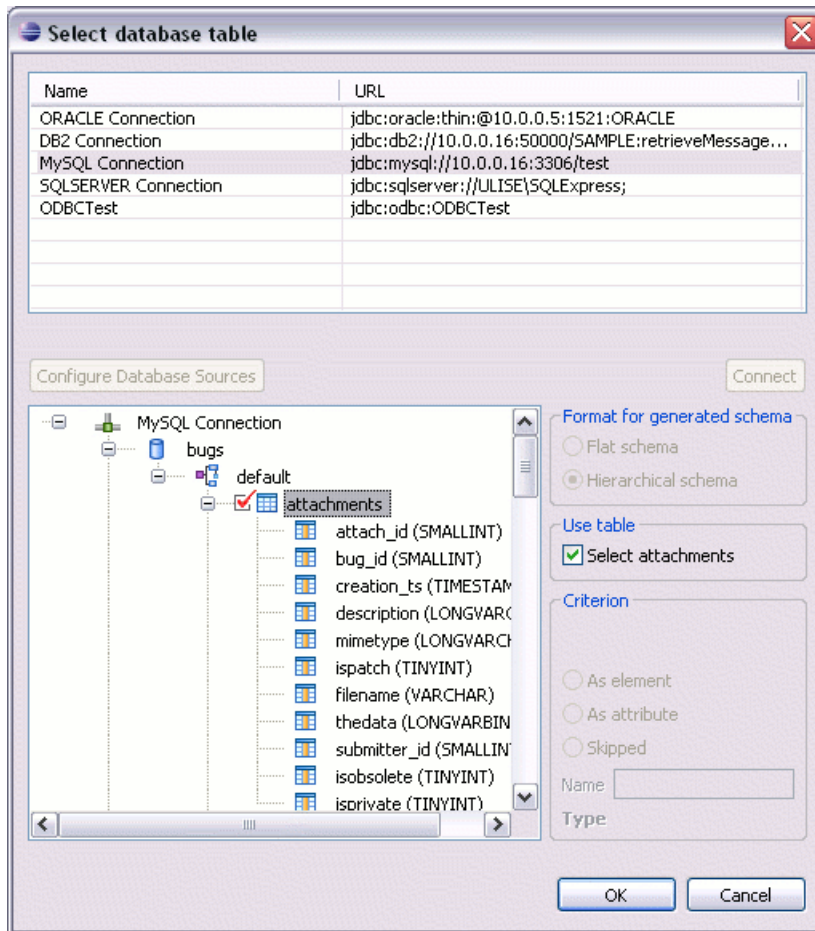 Select database table
Name URL
ORACLE Connection jdbc:oracle:thin:@10.0.0.5:1521:ORACLE
DB2 Connection jdbc:db2://10.0.0.16:50000/SAMPLE:retrieveMessage...
MySQL Connection jdbc:mysql://10.0.0.16:3306/test
SQLSERVER Connection jdbc:sqlserver://ULISE\SQLExpress;
ODBCTest jdbc:odbc:ODBCTest
Configure Database Sources Connect
MySQL Connection
bugs
default
attachments
attach_id (SMALLINT)
bug_id (SMALLINT)
creation_ts (TIMESTAM
description (LONGVARC
mimetype (LONGVARCH
ispatch (TINYINT)
filename (VARCHAR)
thedata (LONGVARBIN
submitter_id (SMALLIN
isobsolete (TINYINT)
isprivate (TINYINT)
Format for generated schema
Flat schema
Hierarchical schema
Use table
Select attachments
Criterion
As element
As attribute
Skipped
Name
Type
OK Cancel